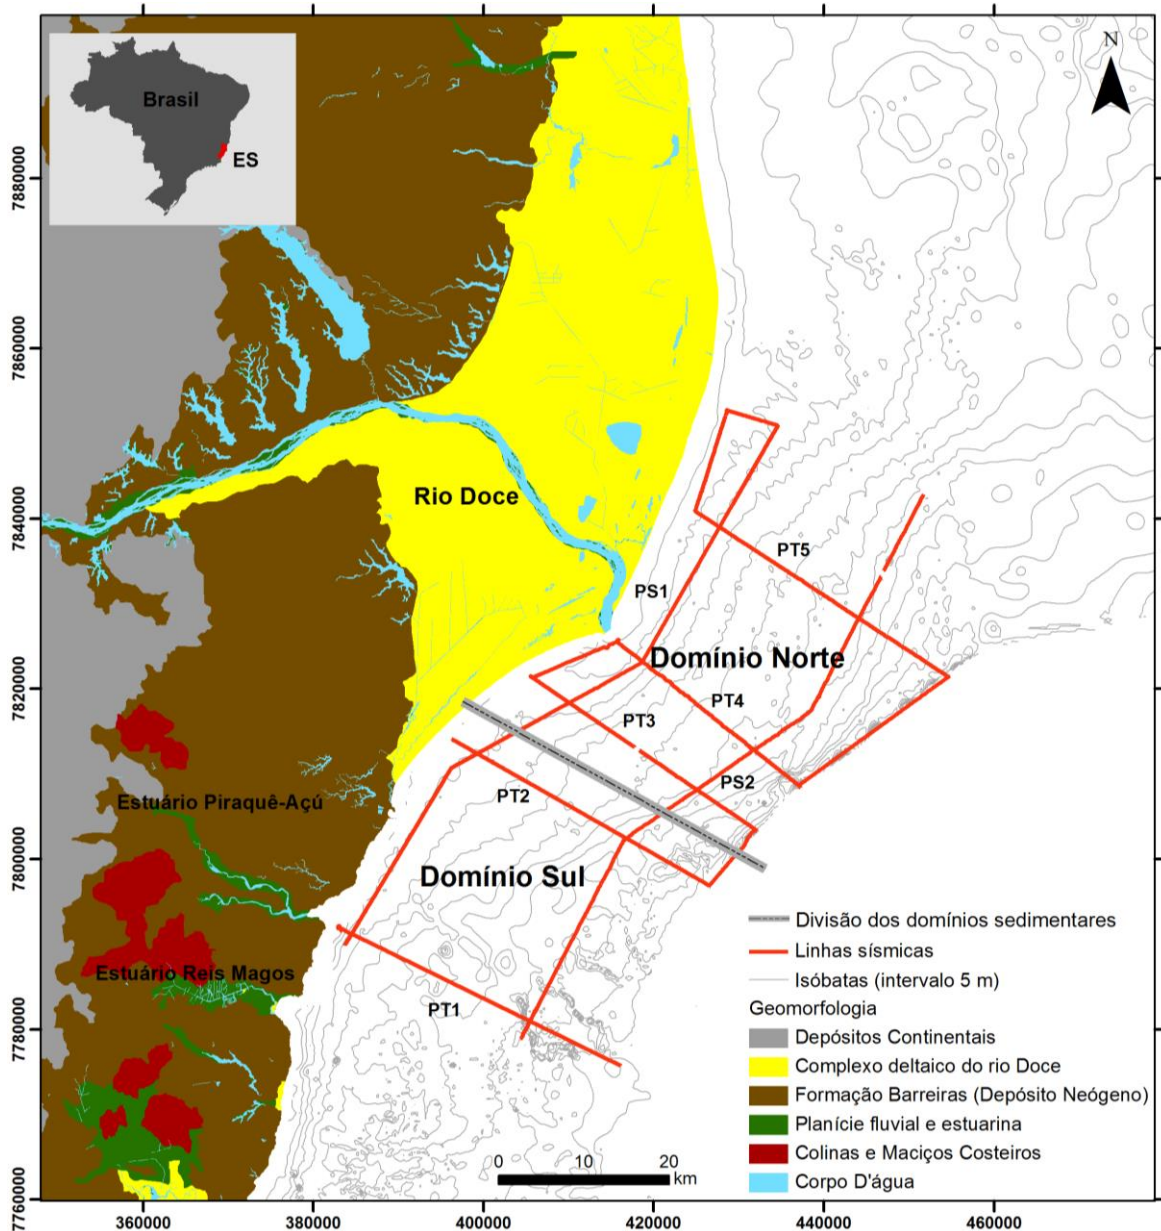 N
Brasil
ES
7880000
7860000
7840000
7820000
7800000
7780000
7760000
Rio Doce
PT5
PS1
Domínio Norte
PT4
PT3
PS2
PT2
Estuário Piraquê-Açú
Domínio Sul
Estuário Reis Magos
PT1
Divisão dos domínios sedimentares
Linhas sísmicas
Isóbatas (intervalo 5 m)
Geomorfologia
Depósitos Continentais
Complexo deltaico do rio Doce
Formação Barreiras (Depósito Neógeno)
Planície fluvial e estuarina
Colinas e Maciços Costeiros
Corpo D'água
0 10 20
km
360000 380000 400000 420000 440000 460000